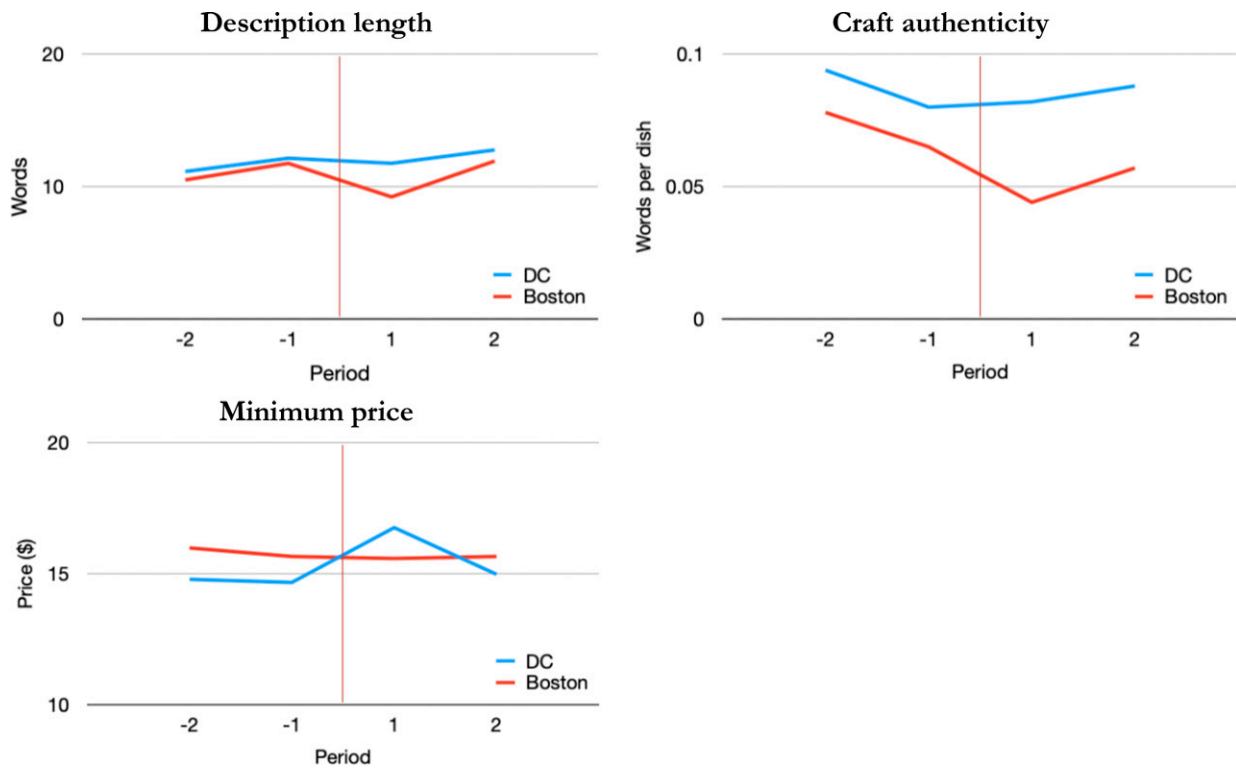 Description length
20
10
0
Words
-2 -1 1 2
Period
DC
Boston
Craft authenticity
0.1
0.05
0
Words per dish
-2 -1 1 2
Period
DC
Boston
Minimum price
20
15
10
Price ($)
-2 -1 1 2
Period
DC
Boston